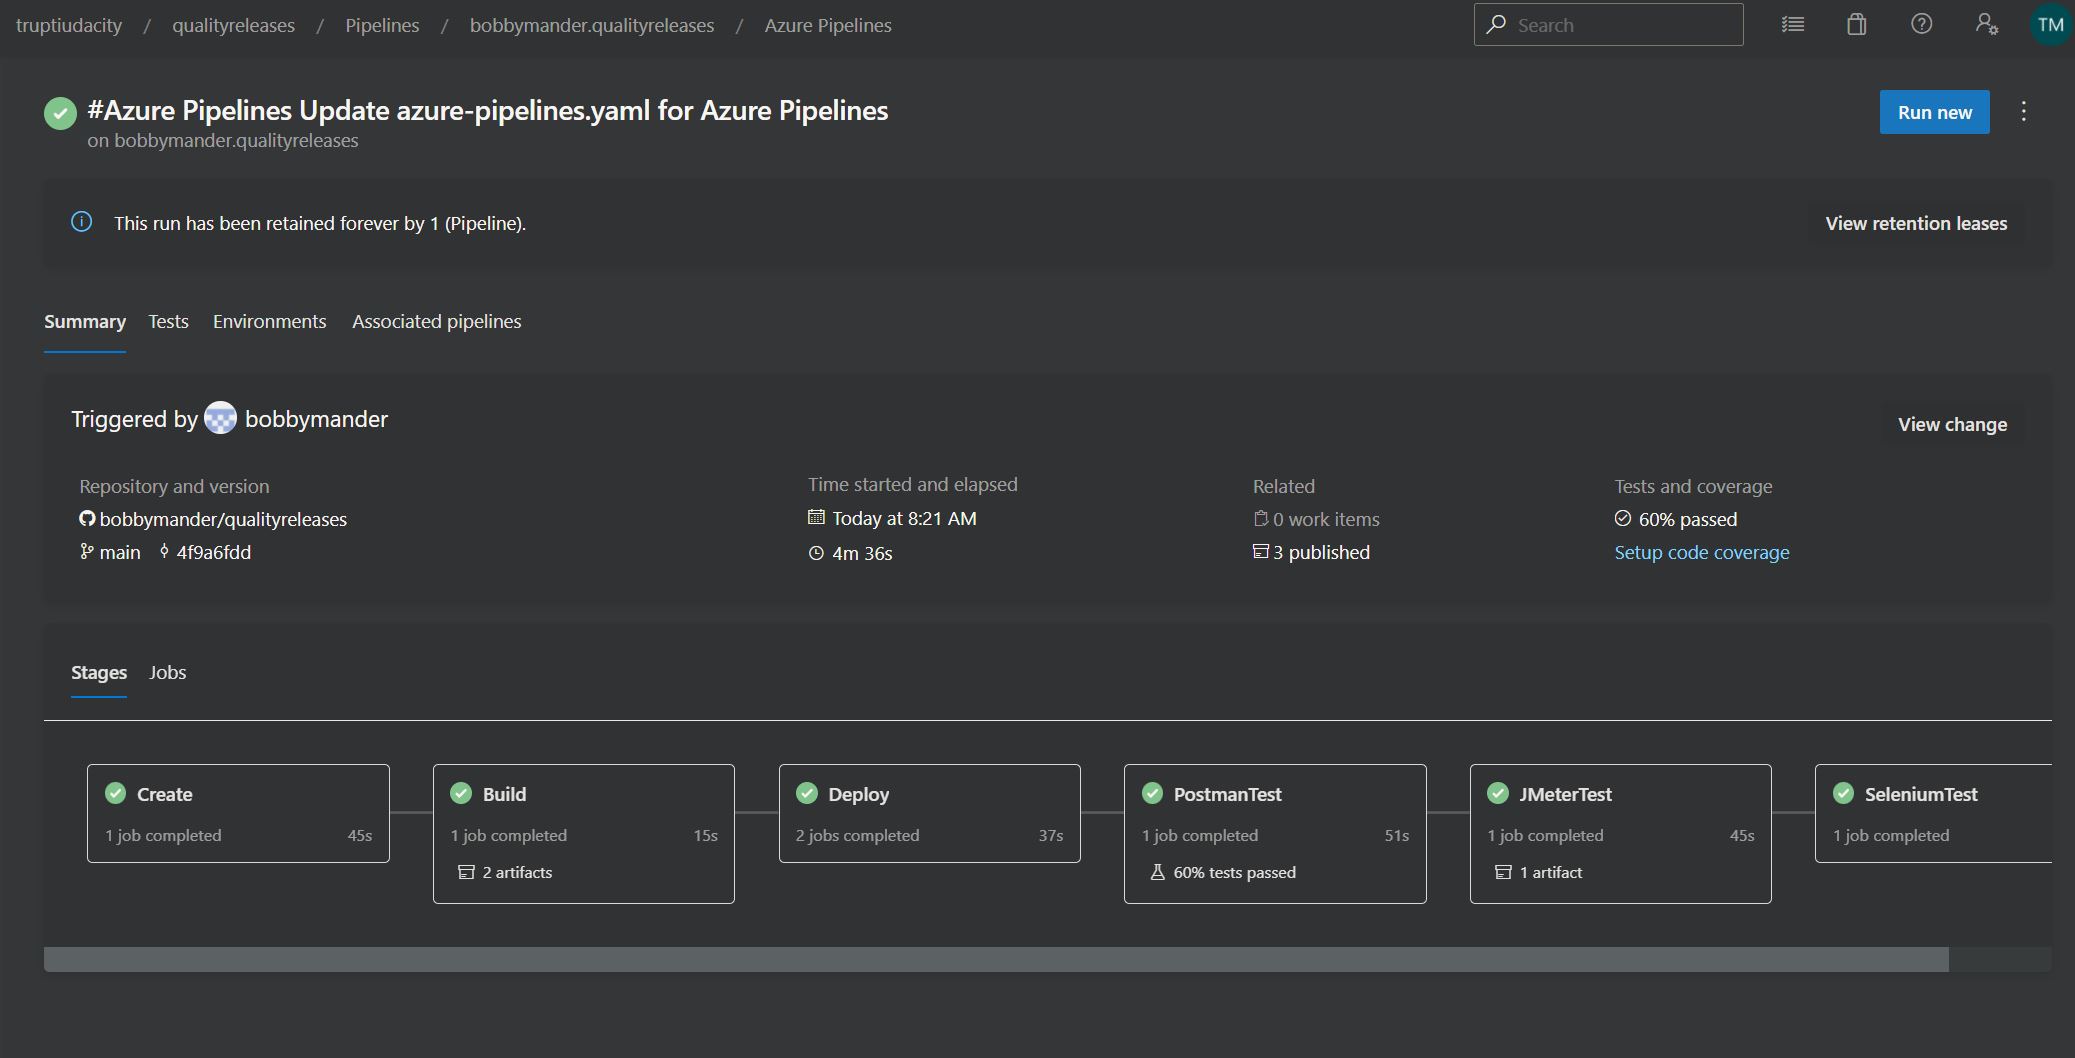 truptiudacity / qualityreleases / Pipelines / bobbymander.qualityreleases / Azure Pipelines
Search
TM
#Azure Pipelines Update azure-pipelines.yaml for Azure Pipelines
on bobbymander.qualityreleases
Run new
This run has been retained forever by 1 (Pipeline).
View retention leases
Summary Tests Environments Associated pipelines
Triggered by bobbymander
View change
Repository and version
bobbymander/qualityreleases
main 4f9a6fdd
Time started and elapsed
Today at 8:21 AM
4m 36s
Related
0 work items
3 published
Tests and coverage
60% passed
Setup code coverage
Stages Jobs
Create
1 job completed 45s
Build
1 job completed 15s
2 artifacts
Deploy
2 jobs completed 37s
PostmanTest
1 job completed 51s
60% tests passed
JMeterTest
1 job completed 45s
1 artifact
SeleniumTest
1 job completed